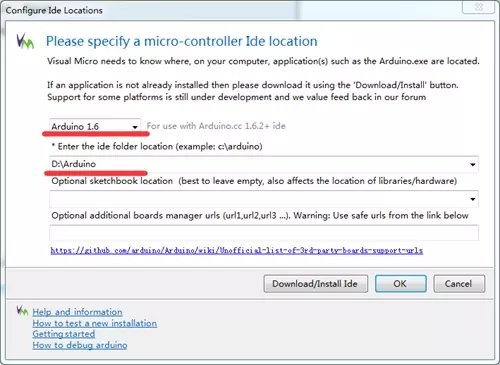 Configure Ide Locations
Please specify a micro-controller Ide location
Visual Micro needs to know where, on your computer, application(s) such as the Arduino.exe are located.
If an application is not already installed then please download it using the 'Download/Install' button.
Support for some platforms is still under development and we value feed back in our forum
Arduino 1.6 For use with Arduino.cc 1.6.2+ ide
* Enter the ide folder location (example: c:\arduino)
D:\Arduino
Optional sketchbook location (best to leave empty, also affects the location of libraries/hardware)
Optional additional boards manager urls (url1,url2,url3 ...). Warning: Use safe urls from the link below
https://github.com/arduino/Arduino/wiki/Unofficial-list-of-3rd-party-boards-support-urls
Download/Install Ide OK Cancel
Help and information
How to test a new installation
Getting started
How to debug arduino